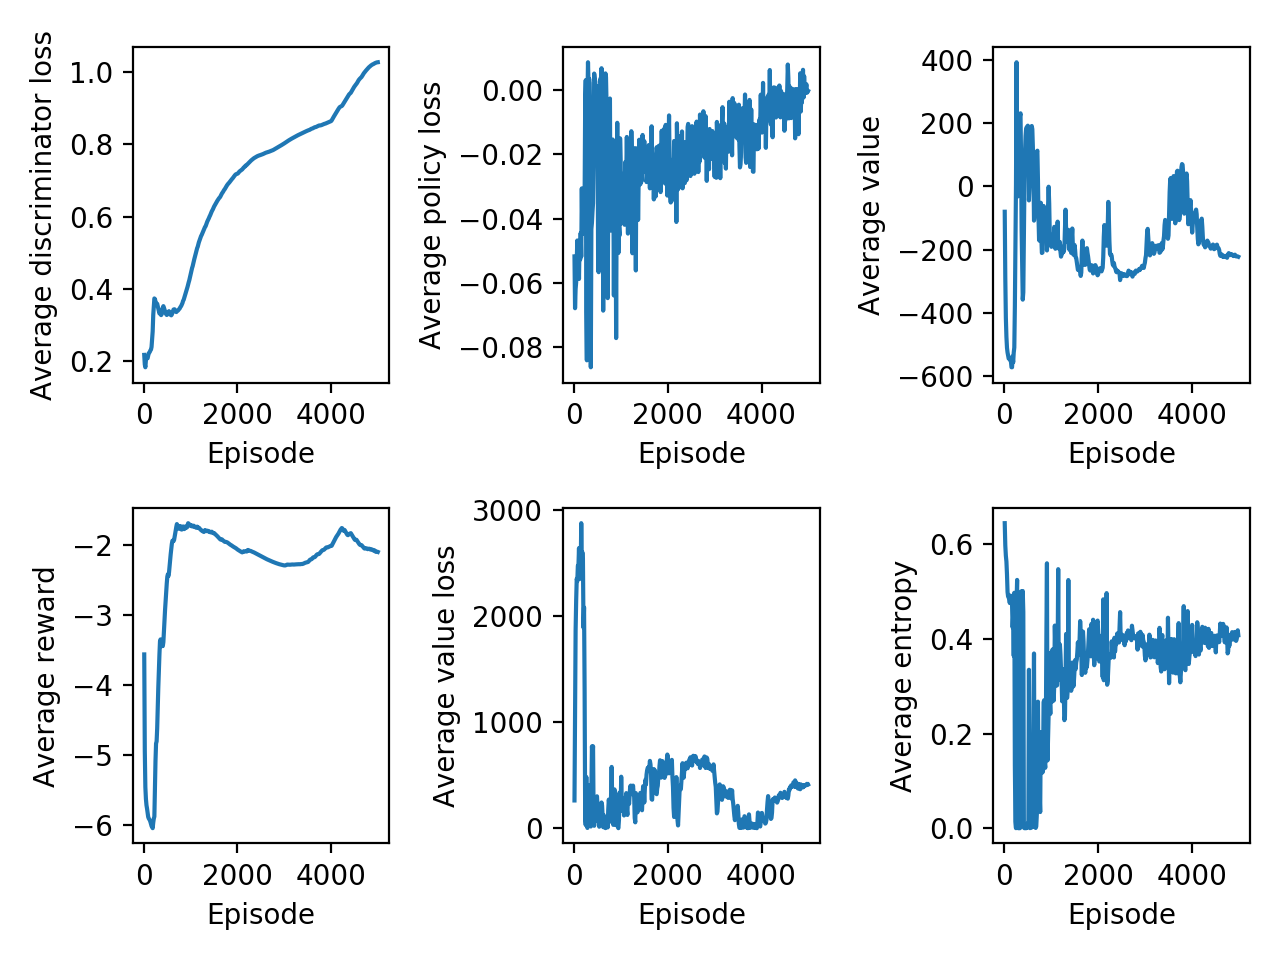 Average discriminator loss
1.0
0.8
0.6
0.4
0.2
0 2000 4000
Episode
Average policy loss
0.00
−0.02
−0.04
−0.06
−0.08
0 2000 4000
Episode
Average value
400
200
0
−200
−400
−600
0 2000 4000
Episode
Average reward
−2
−3
−4
−5
−6
0 2000 4000
Episode
Average value loss
3000
2000
1000
0
0 2000 4000
Episode
Average entropy
0.6
0.4
0.2
0.0
0 2000 4000
Episode